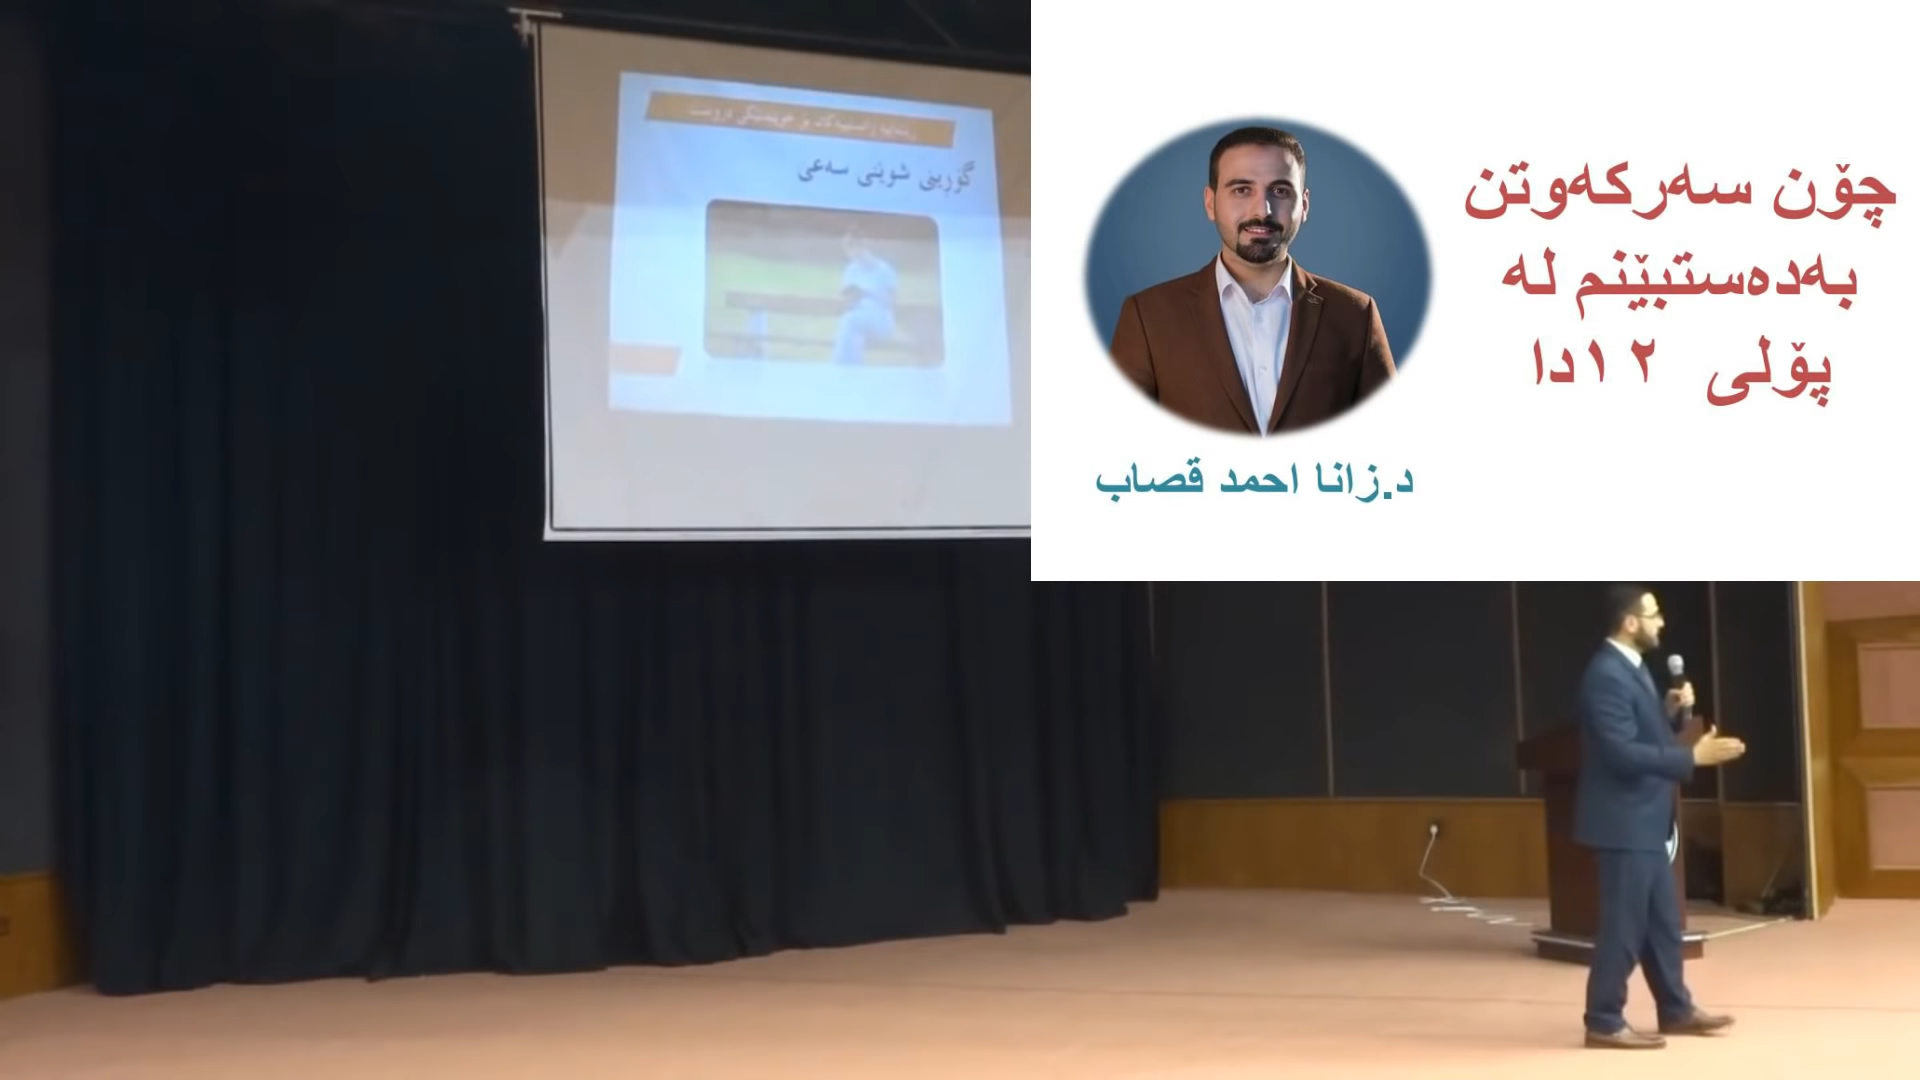 چۆن سەرکەوتن
بەدەستبێنم لە
پۆلی ١٢دا
د.زانا احمد قصاب
گۆڕینی شوێنی سەعی